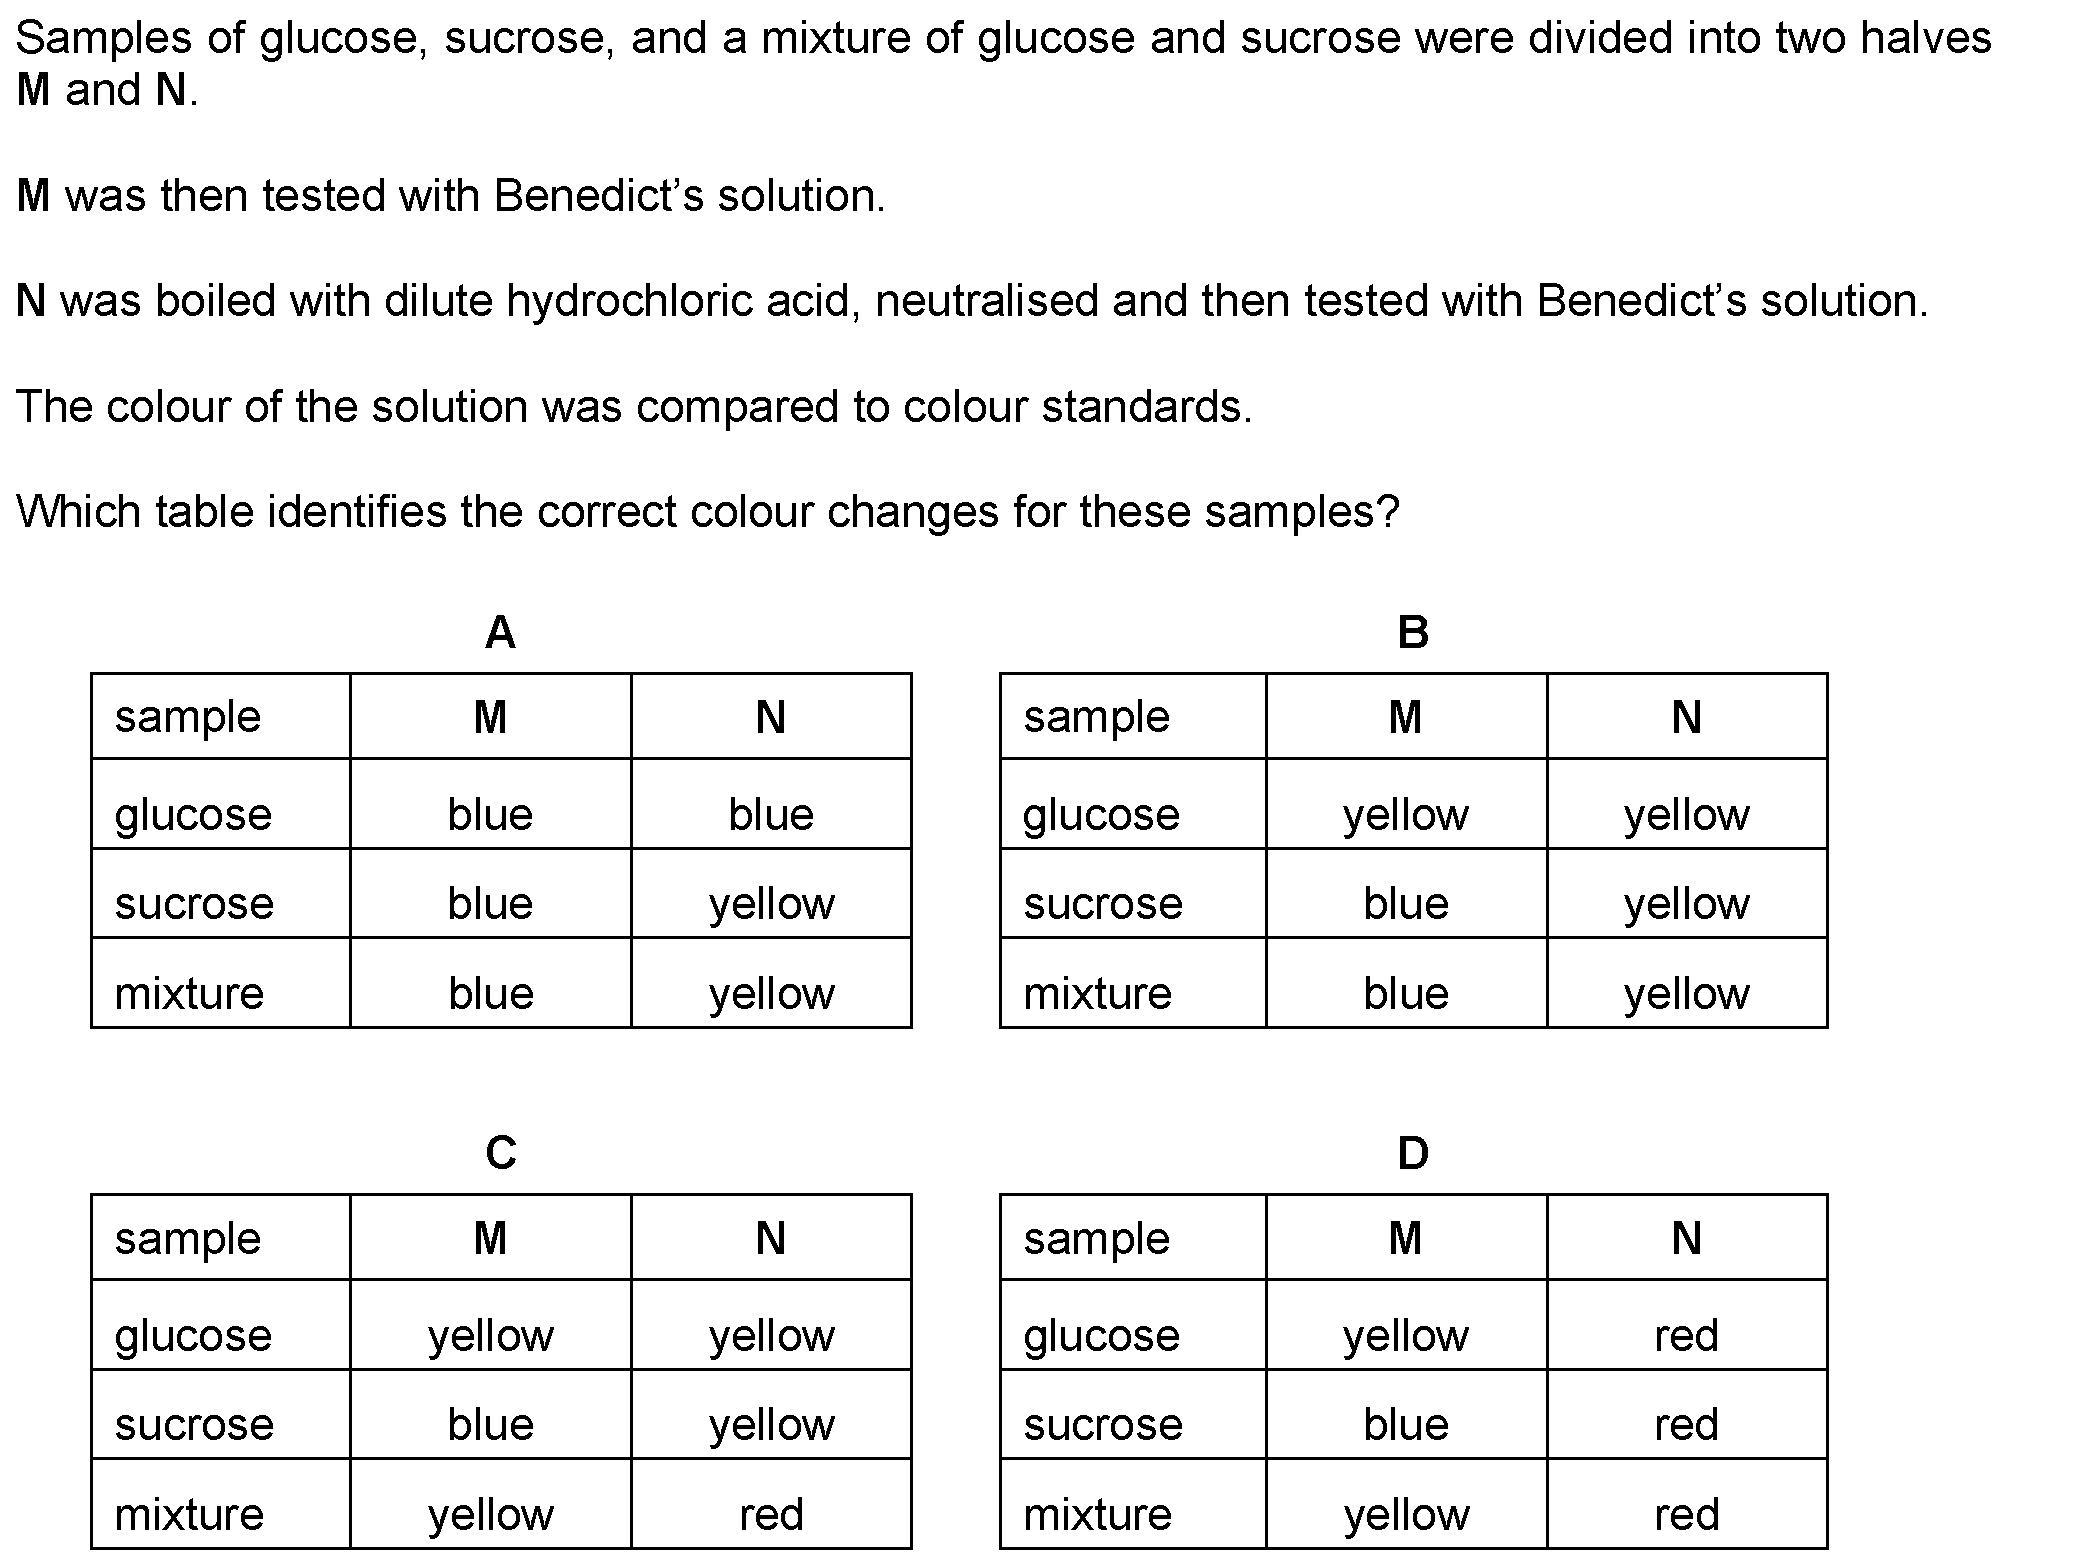 Samples of glucose, sucrose, and a mixture of glucose and sucrose were divided into two halves
M and N.
M was then tested with Benedict’s solution.
N was boiled with dilute hydrochloric acid, neutralised and then tested with Benedict’s solution.
The colour of the solution was compared to colour standards.
Which table identifies the correct colour changes for these samples?
A
sample M N
glucose blue blue
sucrose blue yellow
mixture blue yellow
B
sample M N
glucose yellow yellow
sucrose blue yellow
mixture blue yellow
C
sample M N
glucose yellow yellow
sucrose blue yellow
mixture yellow red
D
sample M N
glucose yellow red
sucrose blue red
mixture yellow red